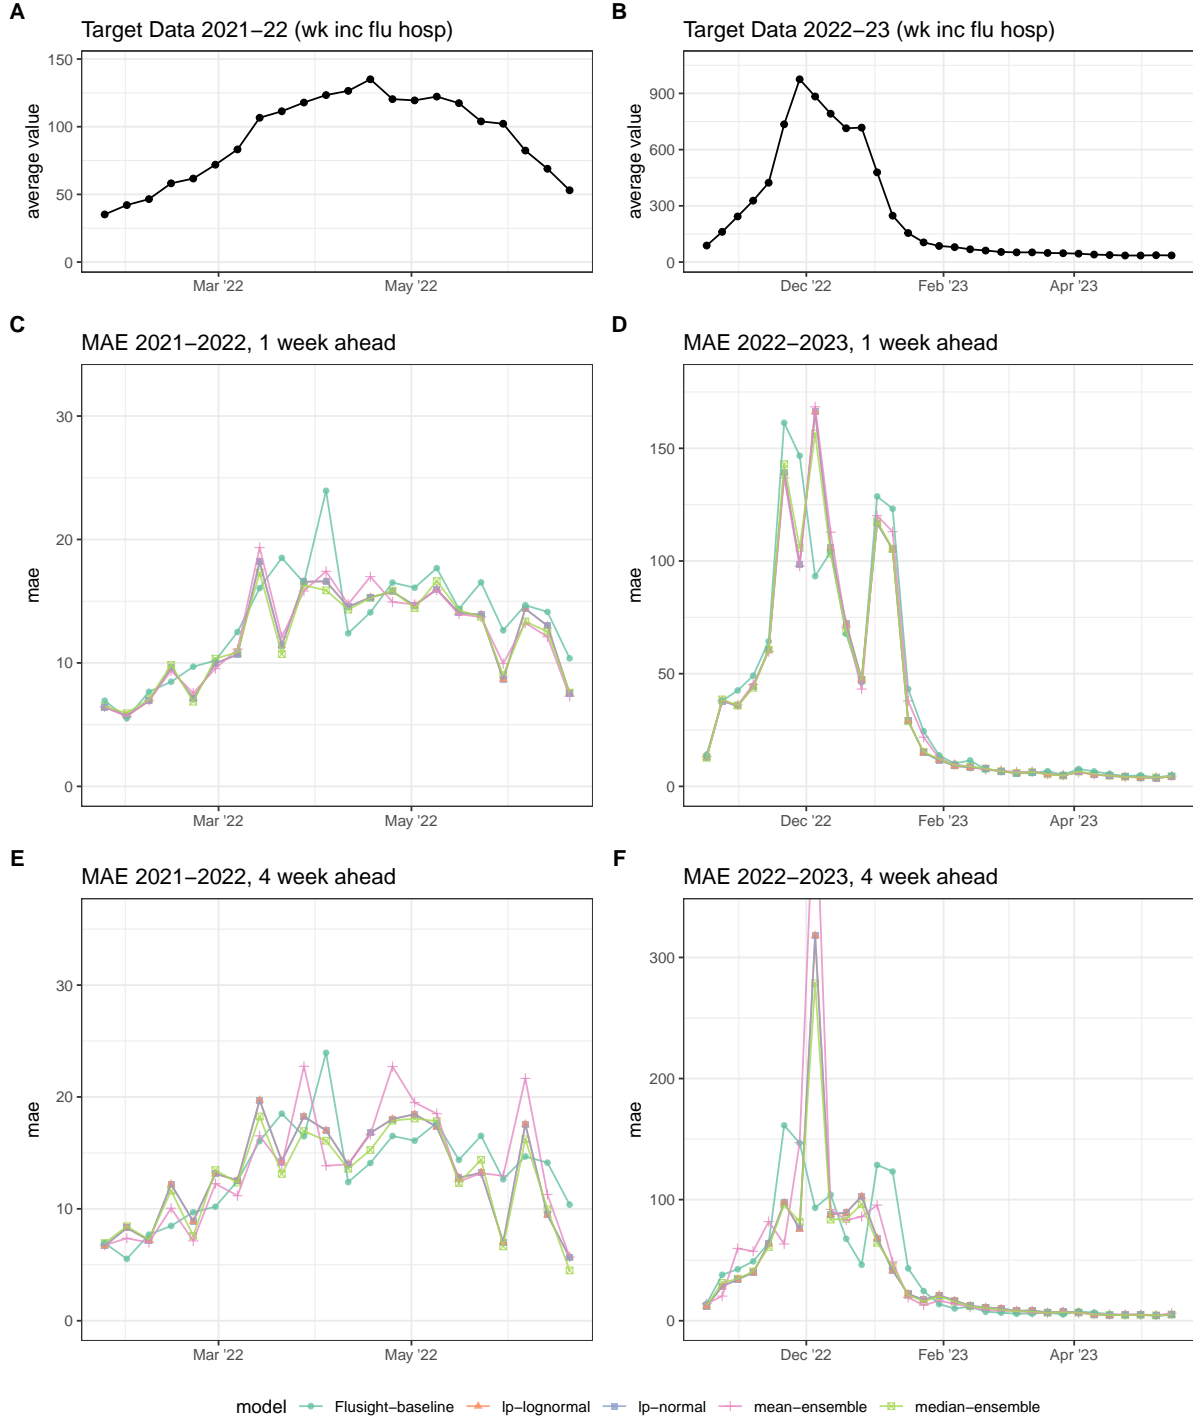 A
Target Data 2021−22 (wk inc flu hosp)
average value
150
100
50
0
Mar '22
May '22
B
Target Data 2022−23 (wk inc flu hosp)
average value
900
600
300
0
Dec '22
Feb '23
Apr '23
C
MAE 2021−2022, 1 week ahead
mae
30
20
10
0
Mar '22
May '22
D
MAE 2022−2023, 1 week ahead
mae
150
100
50
0
Dec '22
Feb '23
Apr '23
E
MAE 2021−2022, 4 week ahead
mae
30
20
10
0
Mar '22
May '22
F
MAE 2022−2023, 4 week ahead
mae
300
200
100
0
Dec '22
Feb '23
Apr '23
model Flusight−baseline lp−lognormal lp−normal mean−ensemble median−ensemble